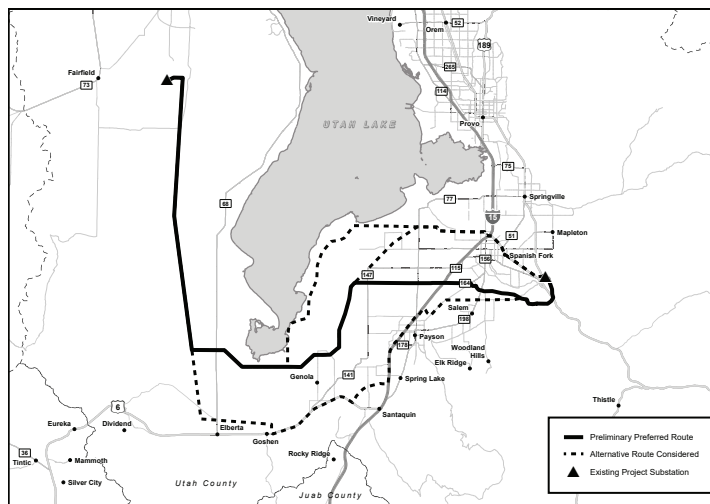 Vineyard
52
Orem
189
Fairfield
73
265
114
UTAH LAKE
Provo
75
77
Springville
68
15
51
Mapleton
Spanish Fork
156
147
115
164
Salem
198
Payson
178
Woodland
Hills
Elk Ridge
Genola
141
Spring Lake
6
Santaquin
Thistle
Eureka
Dividend
Elberta
Goshen
36
Tintic
Mammoth
Rocky Ridge
Silver City
Utah County
Juab County
Preliminary Preferred Route
Alternative Route Considered
Existing Project Substation